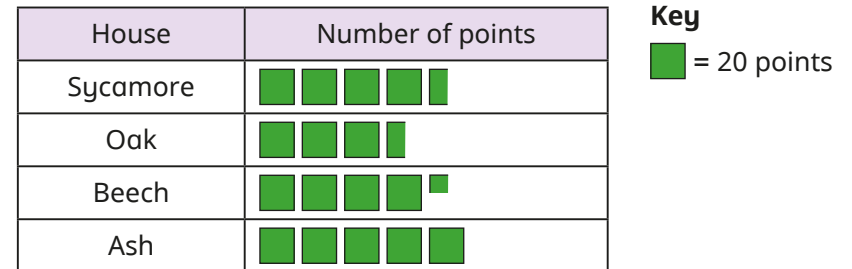 House Number of points
Sycamore
Oak
Beech
Ash
Key
= 20 points